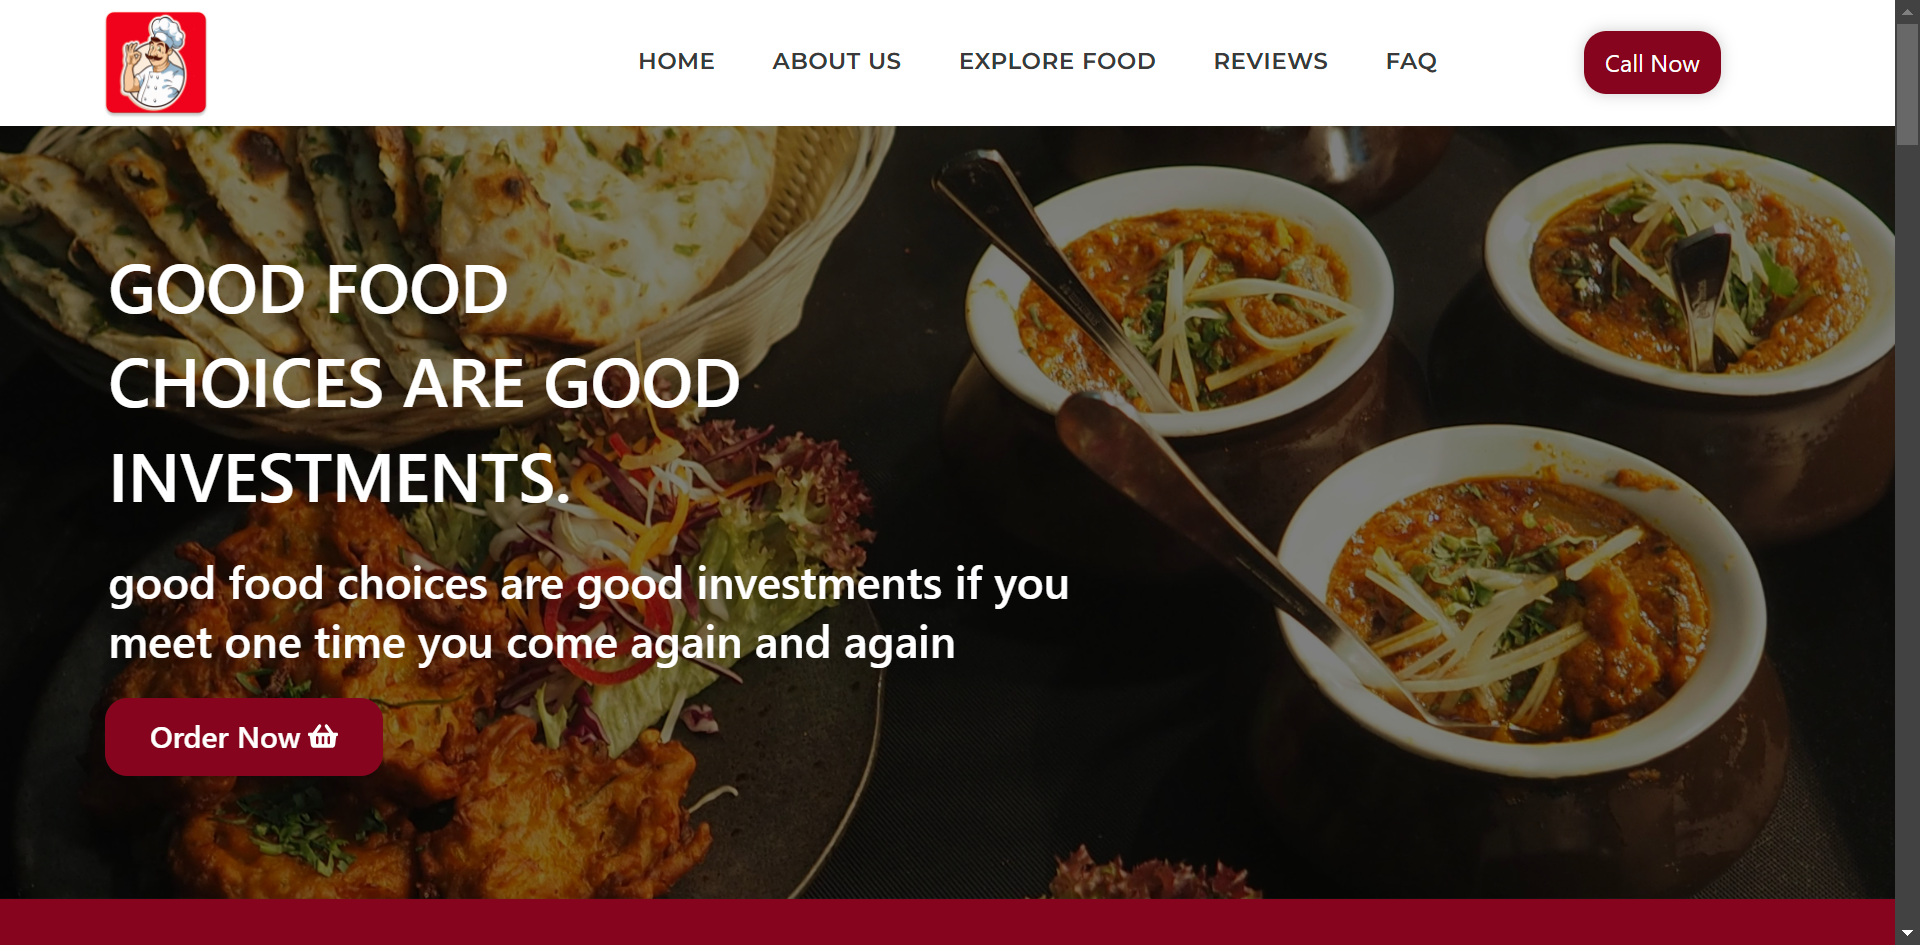 HOME ABOUT US EXPLORE FOOD REVIEWS FAQ Call Now
GOOD FOOD
CHOICES ARE GOOD
INVESTMENTS.
good food choices are good investments if you
meet one time you come again and again
Order Now